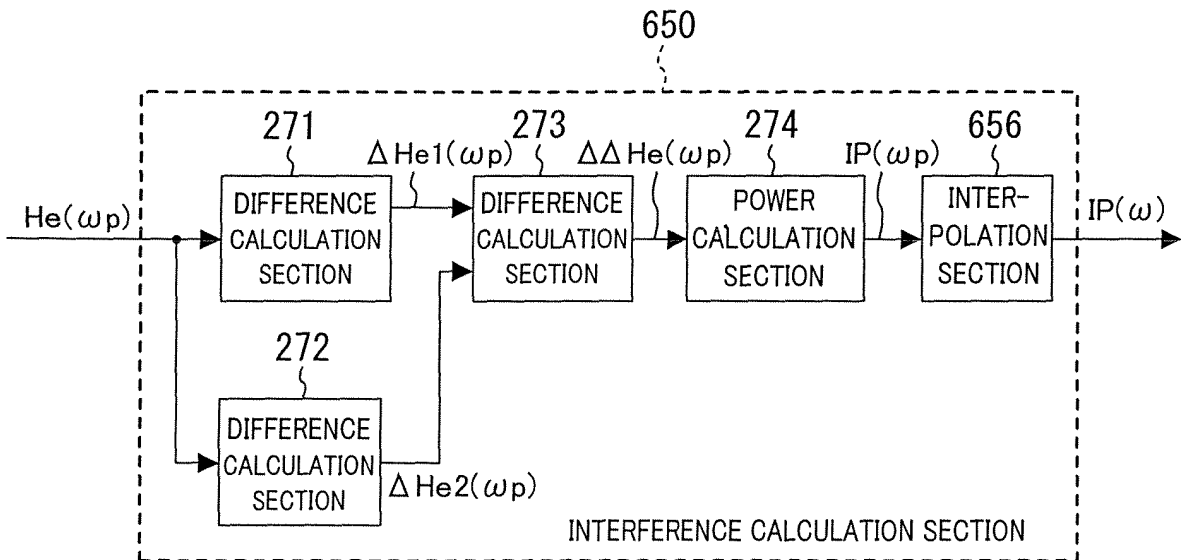 650
271
273
274
656
ΔHe1(ωp)
ΔΔHe(ωp)
IP(ωp)
He(ωp)
DIFFERENCE
CALCULATION
SECTION
DIFFERENCE
CALCULATION
SECTION
POWER
CALCULATION
SECTION
INTER-
POLATION
SECTION
IP(ω)
272
DIFFERENCE
CALCULATION
SECTION
ΔHe2(ωp)
INTERFERENCE CALCULATION SECTION